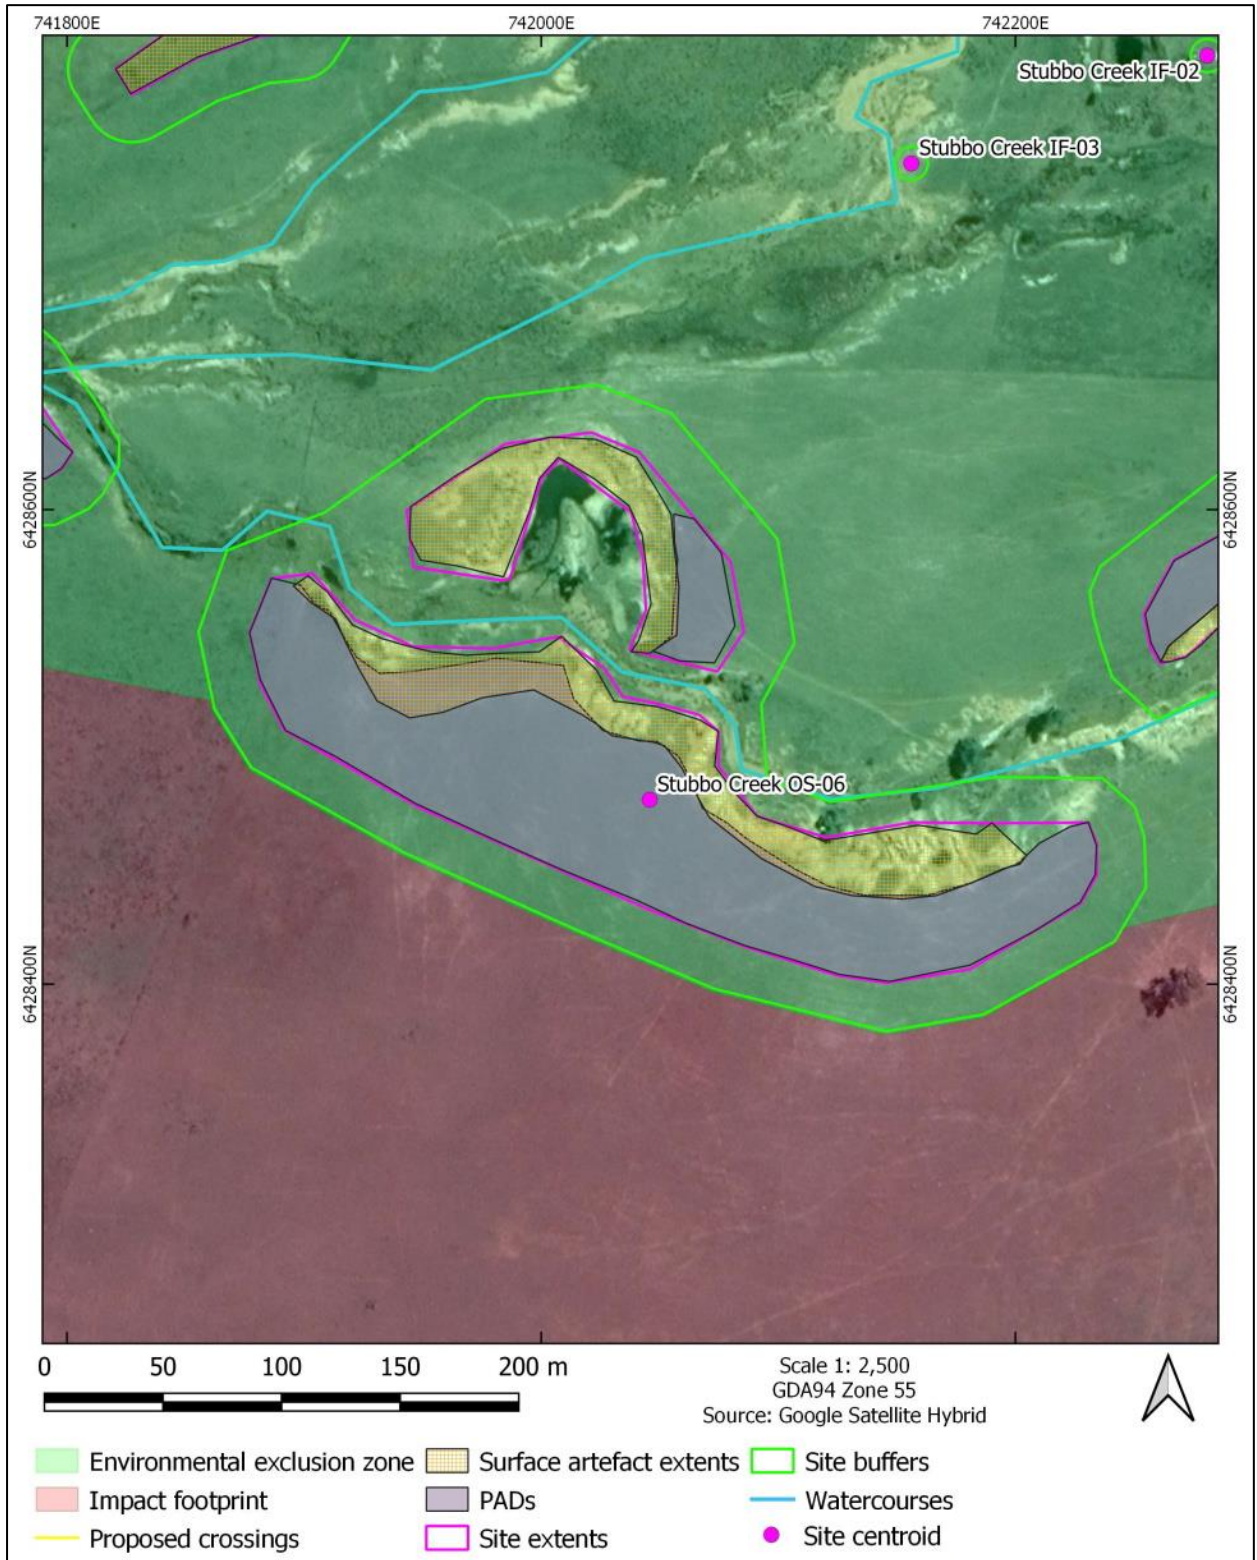 741800E
742000E
742200E
Stubbo Creek IF-02
Stubbo Creek IF-03
6428600N
6428600N
Stubbo Creek OS-06
6428400N
6428400N
0 50 100 150 200 m
Scale 1: 2,500
GDA94 Zone 55
Source: Google Satellite Hybrid
Environmental exclusion zone
Impact footprint
Proposed crossings
Surface artefact extents
PADs
Site extents
Site buffers
Watercourses
Site centroid